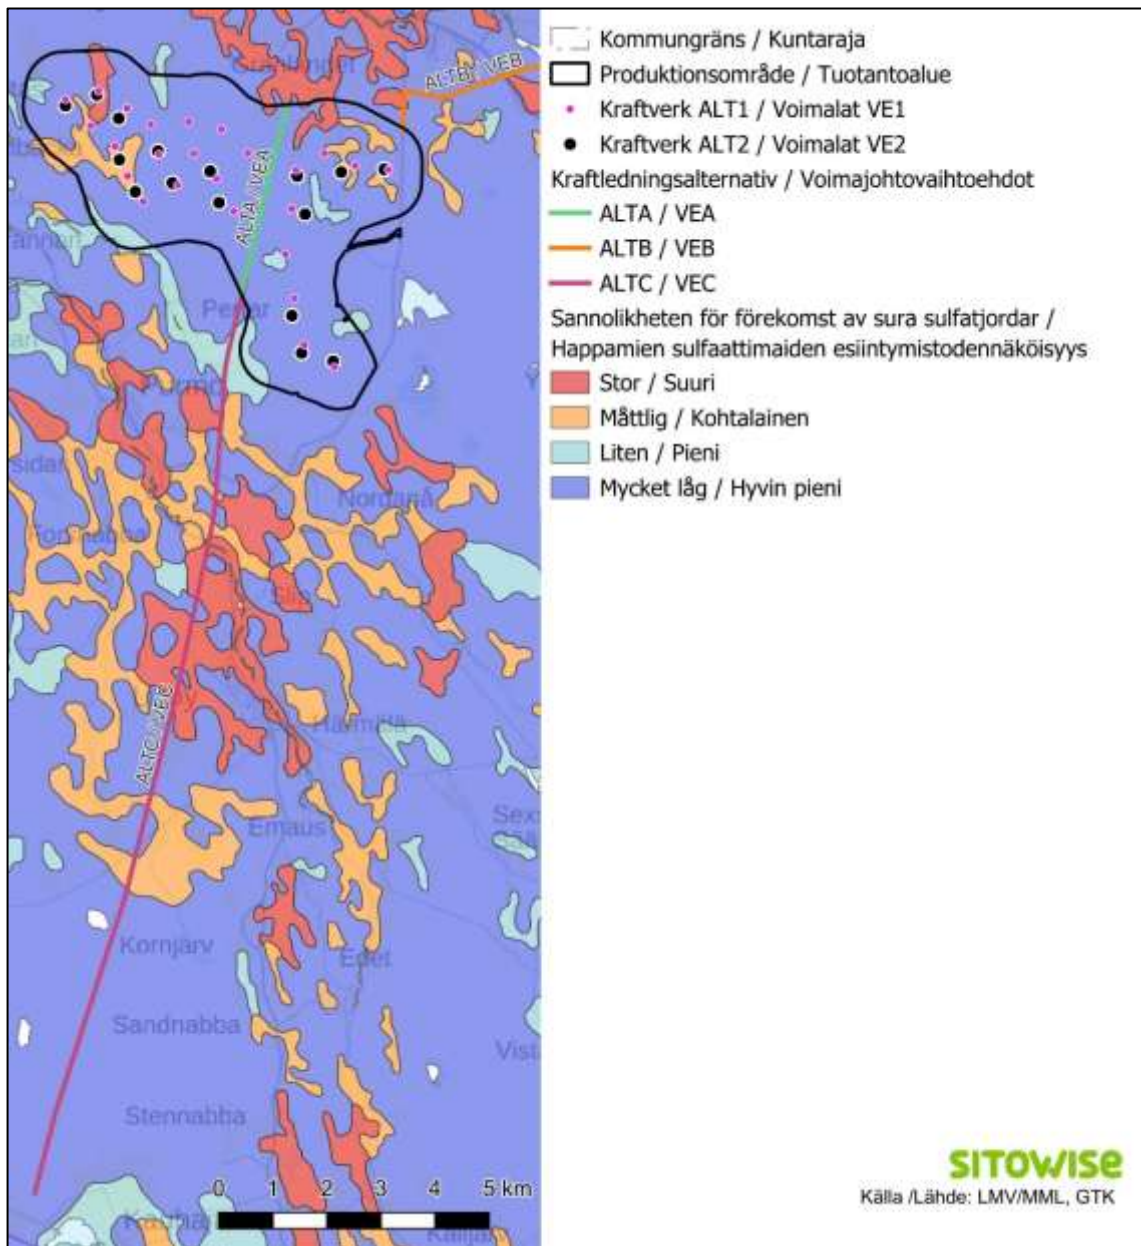 ALTB / VEB
ALTA / VEA
Purmo
Nordanå
Härmälä
ALTC / VEC
Emaus
Kornjärv
Edet
Sandnabba
Stennabba
0 1 2 3 4 5 km
Kommungräns / Kuntaraja
Produktionsområde / Tuotantoalue
Kraftverk ALT1 / Voimalat VE1
Kraftverk ALT2 / Voimalat VE2
Kraftledningsalternativ / Voimajohtovaihtoehdot
ALTA / VEA
ALTB / VEB
ALTC / VEC
Sannolikheten för förekomst av sura sulfatjordar /
Happamien sulfaattimaiden esiintymistodennäköisyys
Stor / Suuri
Måttlig / Kohtalainen
Liten / Pieni
Mycket låg / Hyvin pieni
SITOWISE
Källa /Lähde: LMV/MML, GTK